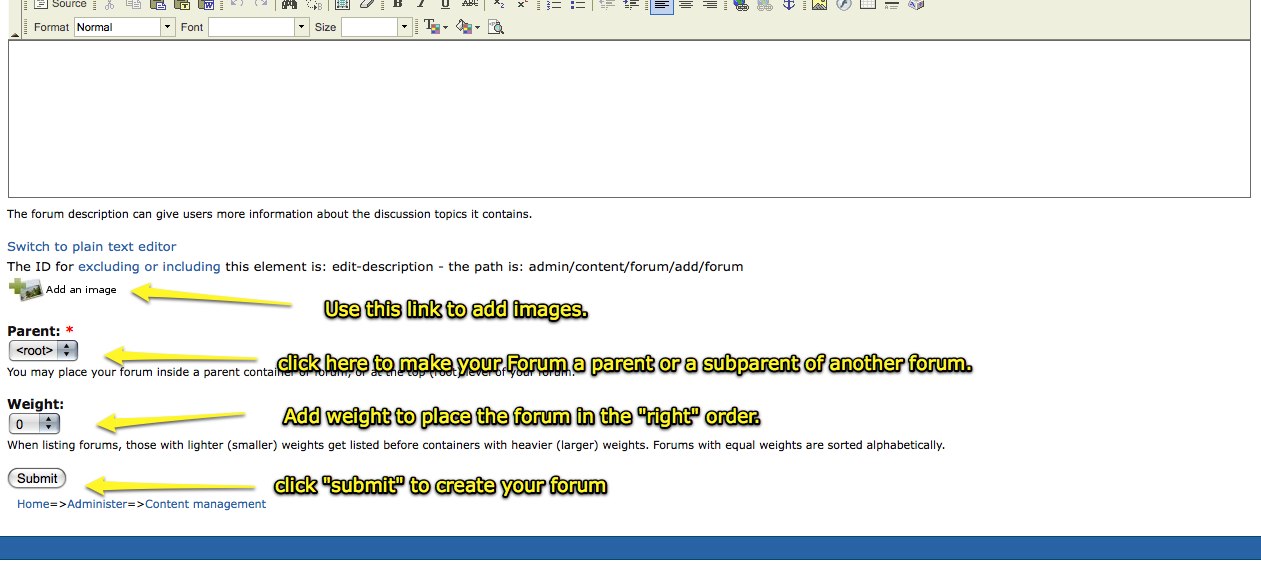 Source
B I U ABC x₂ x²
Format Normal Font Size
The forum description can give users more information about the discussion topics it contains.
Switch to plain text editor
The ID for excluding or including this element is: edit-description - the path is: admin/content/forum/add/forum
Add an image
Use this link to add images.
Parent: *
<root>
click here to make your Forum a parent or a subparent of another forum.
You may place your forum inside a parent container or forum, or at the top (root) level of your forum.
Weight:
0
Add weight to place the forum in the "right" order.
When listing forums, those with lighter (smaller) weights get listed before containers with heavier (larger) weights. Forums with equal weights are sorted alphabetically.
Submit
click "submit" to create your forum
Home=>Administer=>Content management